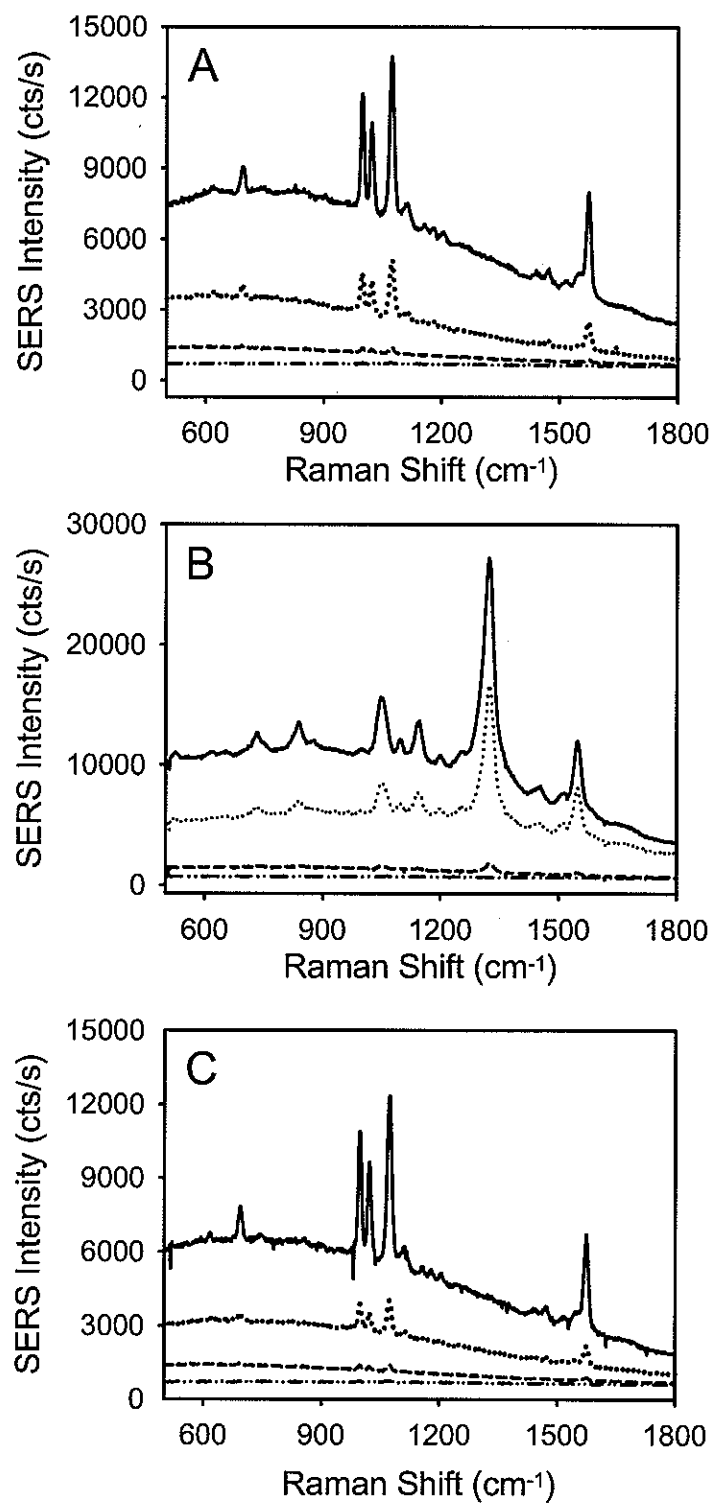 15000
A
12000
9000
6000
3000
0
SERS Intensity (cts/s)
600 900 1200 1500 1800
Raman Shift (cm-1)
30000
B
20000
10000
0
SERS Intensity (cts/s)
600 900 1200 1500 1800
Raman Shift (cm-1)
15000
C
12000
9000
6000
3000
0
SERS Intensity (cts/s)
600 900 1200 1500 1800
Raman Shift (cm-1)